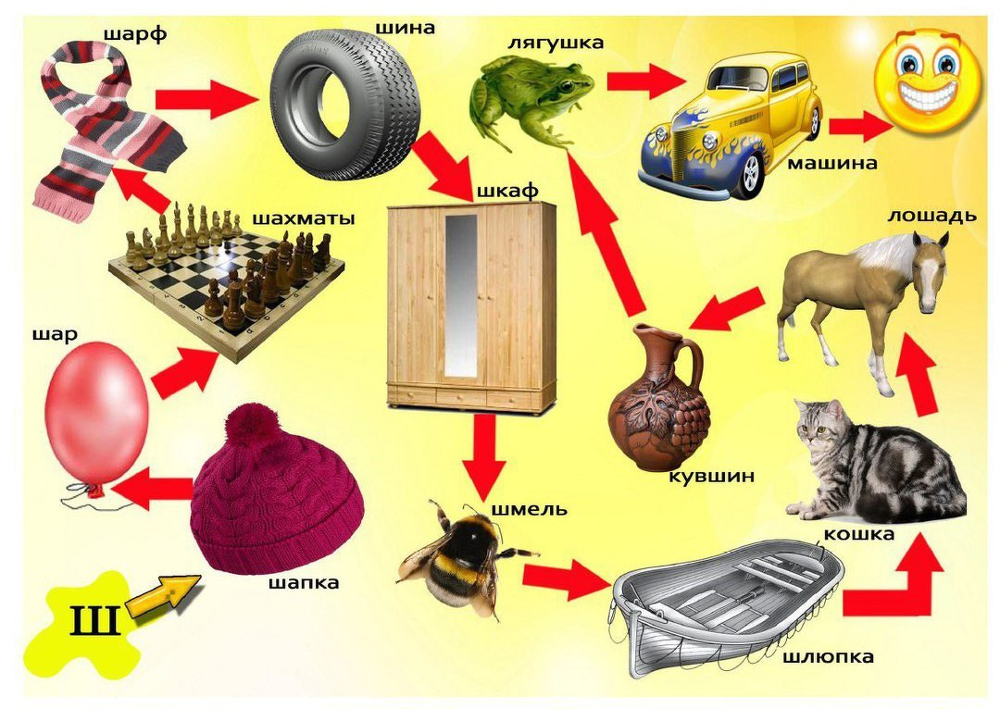 шарф
шина
лягушка
машина
шкаф
шахматы
лошадь
шар
кувшин
шмель
кошка
шапка
Ш
шлюпка